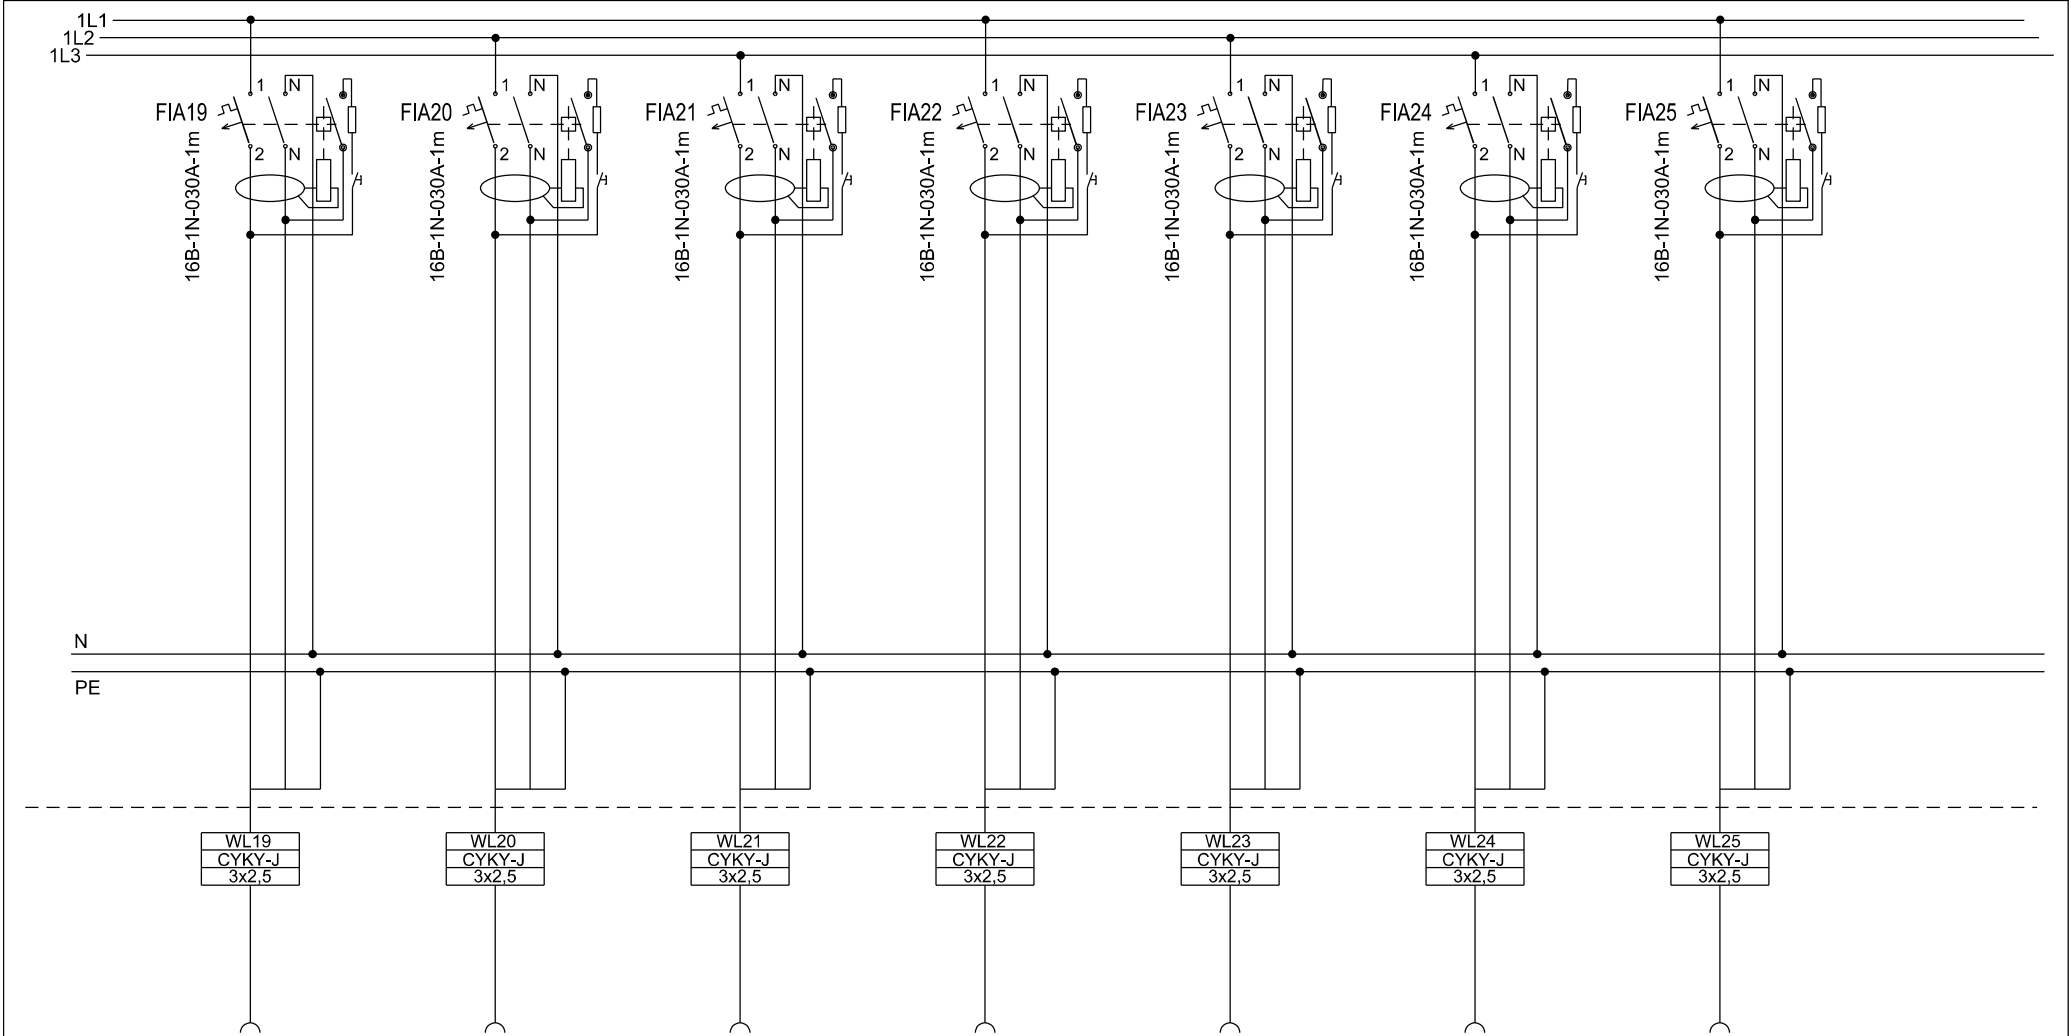 1L1
1L2
1L3
FIA19
16B-1N-030A-1m
1
N
2
N
FIA20
16B-1N-030A-1m
1
N
2
N
FIA21
16B-1N-030A-1m
1
N
2
N
FIA22
16B-1N-030A-1m
1
N
2
N
FIA23
16B-1N-030A-1m
1
N
2
N
FIA24
16B-1N-030A-1m
1
N
2
N
FIA25
16B-1N-030A-1m
1
N
2
N
N
PE
WL19
CYKY-J
3x2,5
WL20
CYKY-J
3x2,5
WL21
CYKY-J
3x2,5
WL22
CYKY-J
3x2,5
WL23
CYKY-J
3x2,5
WL24
CYKY-J
3x2,5
WL25
CYKY-J
3x2,5